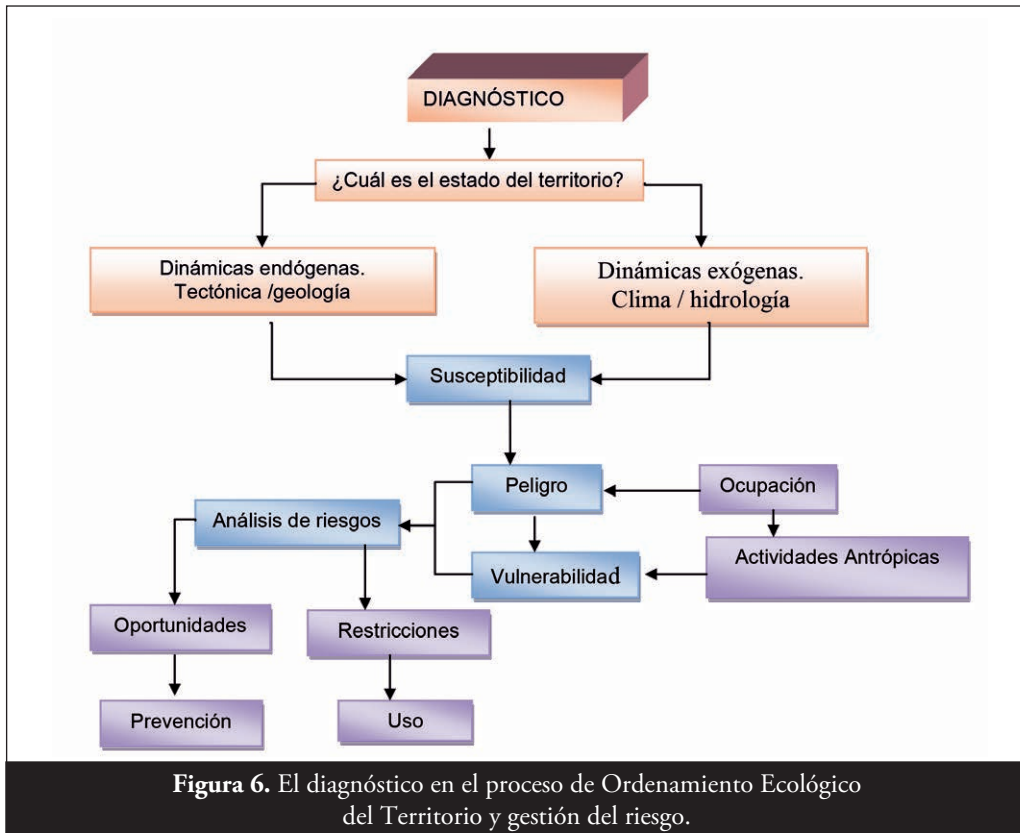 DIAGNÓSTICO
¿Cuál es el estado del territorio?
Dinámicas endógenas.
Tectónica /geología
Dinámicas exógenas.
Clima / hidrología
Susceptibilidad
Peligro
Ocupación
Análisis de riesgos
Vulnerabilidad
Actividades Antrópicas
Oportunidades
Restricciones
Prevención
Uso
Figura 6. El diagnóstico en el proceso de Ordenamiento Ecológico
del Territorio y gestión del riesgo.